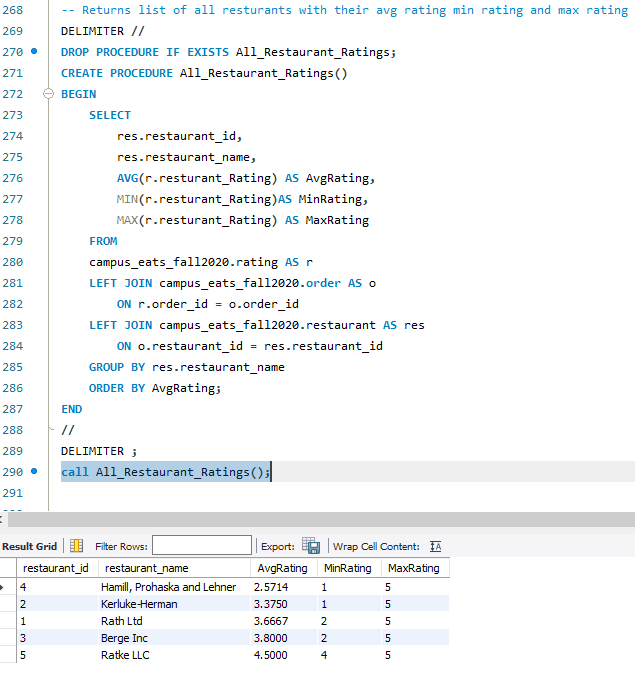 268 -- Returns list of all resturants with their avg rating min rating and max rating
269 DELIMITER //
270 DROP PROCEDURE IF EXISTS All_Restaurant_Ratings;
271 CREATE PROCEDURE All_Restaurant_Ratings()
272 BEGIN
273 SELECT
274 res.restaurant_id,
275 res.restaurant_name,
276 AVG(r.resturant_Rating) AS AvgRating,
277 MIN(r.resturant_Rating)AS MinRating,
278 MAX(r.resturant_Rating) AS MaxRating
279 FROM
280 campus_eats_fall2020.rating AS r
281 LEFT JOIN campus_eats_fall2020.order AS o
282 ON r.order_id = o.order_id
283 LEFT JOIN campus_eats_fall2020.restaurant AS res
284 ON o.restaurant_id = res.restaurant_id
285 GROUP BY res.restaurant_name
286 ORDER BY AvgRating;
287 END
288 //
289 DELIMITER ;
290 call All_Restaurant_Ratings();
291
Result Grid Filter Rows: Export: Wrap Cell Content:
restaurant_id restaurant_name AvgRating MinRating MaxRating
4 Hamill, Prohaska and Lehner 2.5714 1 5
2 Kerluke-Herman 3.3750 1 5
1 Rath Ltd 3.6667 2 5
3 Berge Inc 3.8000 2 5
5 Ratke LLC 4.5000 4 5